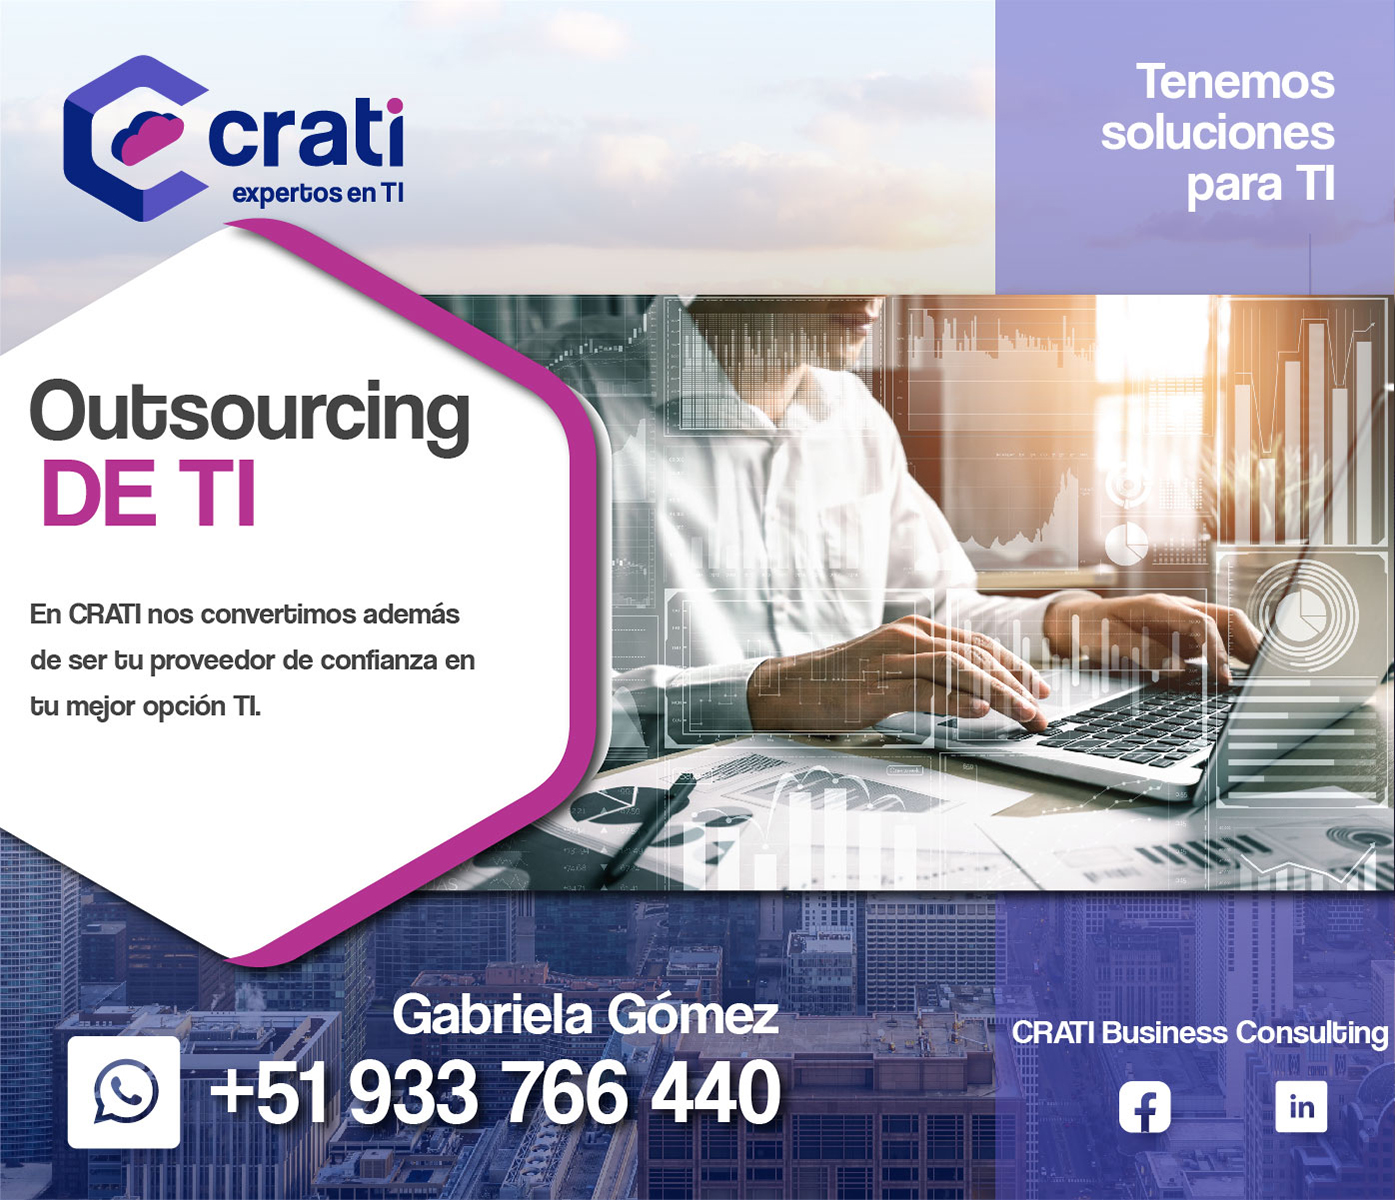 crati
expertos en TI
Tenemos
soluciones
para TI
Outsourcing
DE TI
En CRATI nos convertimos además
de ser tu proveedor de confianza en
tu mejor opción TI.
Gabriela Gómez
+51 933 766 440
CRATI Business Consulting
f
in